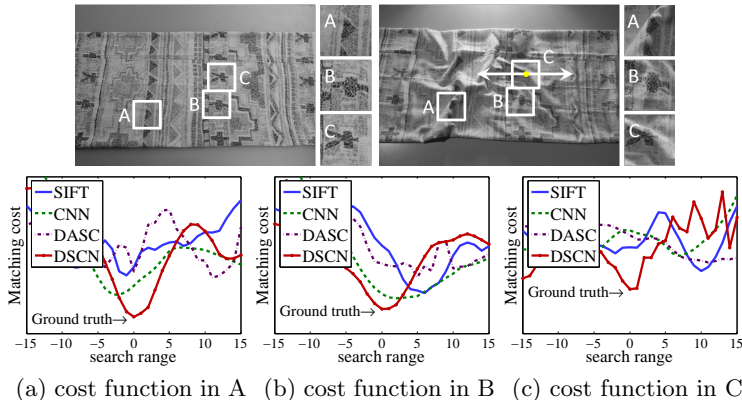 A
B
C
A
B
C
A
B
C
A
B
C
Matching cost
SIFT
CNN
DASC
DSCN
Ground truth→
−15 −10 −5 0 5 10 15
search range
(a) cost function in A
Matching cost
SIFT
CNN
DASC
DSCN
Ground truth→
−15 −10 −5 0 5 10 15
search range
(b) cost function in B
Matching cost
SIFT
CNN
DASC
DSCN
Ground truth→
−15 −10 −5 0 5 10 15
search range
(c) cost function in C